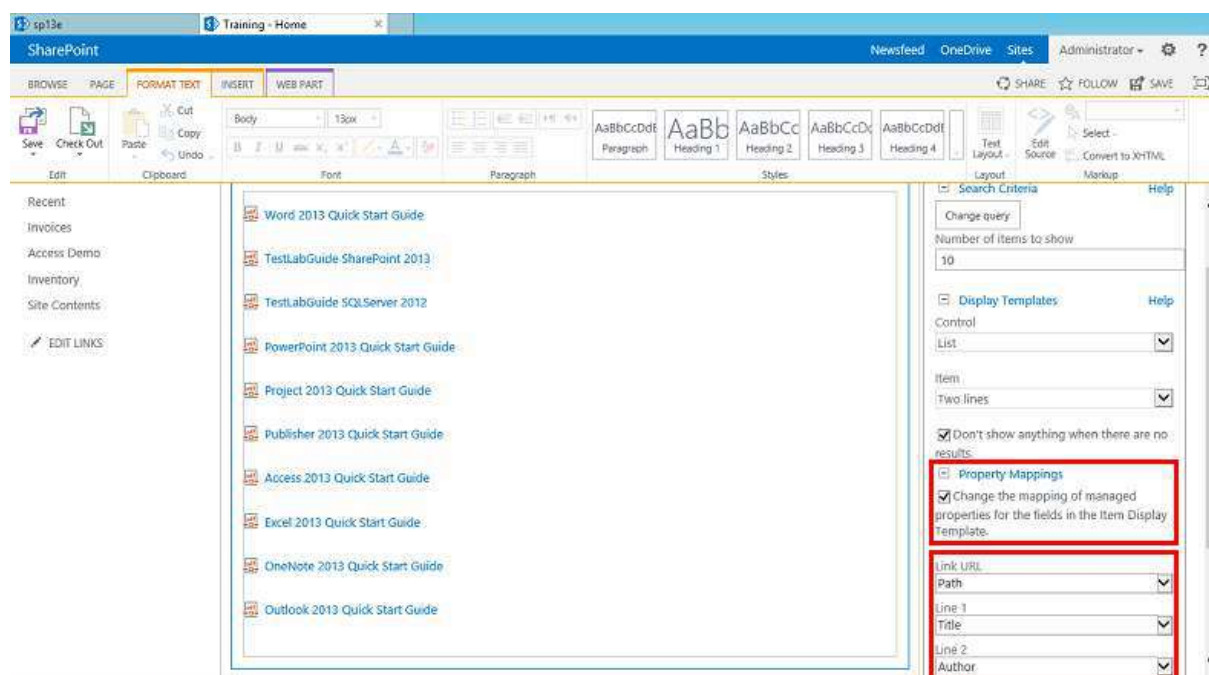 sp13e
Training - Home
SharePoint
Newsfeed OneDrive Sites Administrator ?
BROWSE PAGE FORMAT TEXT INSERT WEB PART
SHARE FOLLOW SAVE
Save Check Out Paste Cut Copy Undo
Body 13px
B I U abc
AaBbCcDdE Paragraph
AaBb Heading 1
AaBbCc Heading 2
AaBbCcDc Heading 3
AaBbCcDdE Heading 4
Text Layout
Edit Source
Select
Convert to XHTML
Edit Clipboard Font Paragraph Styles Layout Markup
Recent
Invoices
Access Demo
Inventory
Site Contents
EDIT LINKS
Word 2013 Quick Start Guide
TestLabGuide SharePoint 2013
TestLabGuide SQLServer 2012
PowerPoint 2013 Quick Start Guide
Project 2013 Quick Start Guide
Publisher 2013 Quick Start Guide
Access 2013 Quick Start Guide
Excel 2013 Quick Start Guide
OneNote 2013 Quick Start Guide
Outlook 2013 Quick Start Guide
Search Criteria Help
Change query
Number of items to show
10
Display Templates Help
Control
List
Item
Two lines
Don't show anything when there are no
results.
Property Mappings
Change the mapping of managed
properties for the fields in the Item Display
Template.
Link URL
Path
Line 1
Title
Line 2
Author